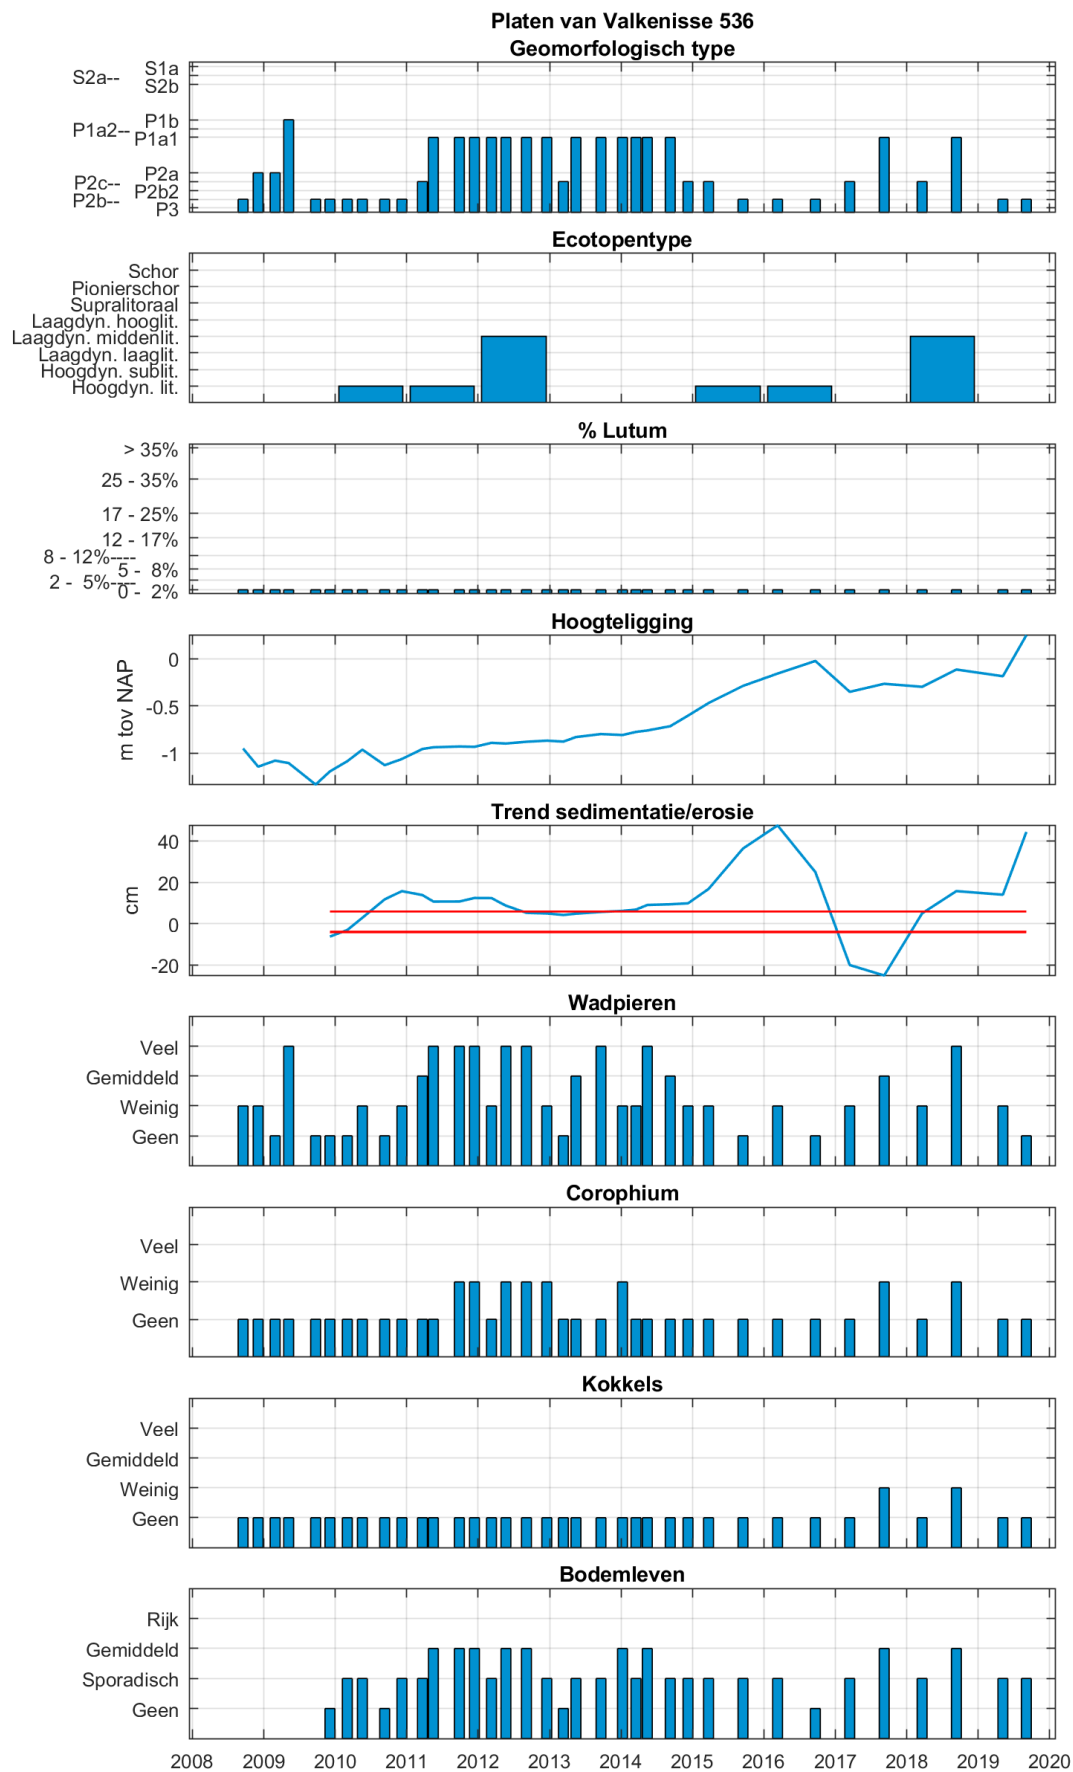 Platen van Valkenisse 536
Geomorfologisch type
S1a
S2a--
S2b
P1b
P1a2--
P1a1
P2a
P2c--
P2b2
P2b--
P3
Ecotopentype
Schor
Pionierschor
Supralitoraal
Laagdyn. hooglit.
Laagdyn. middenlit.
Laagdyn. laaglit.
Hoogdyn. sublit.
Hoogdyn. lit.
% Lutum
> 35%
25 - 35%
17 - 25%
12 - 17%
8 - 12%----
5 - 8%
2 - 5%----
0 - 2%
Hoogteligging
m tov NAP
0
-0.5
-1
Trend sedimentatie/erosie
cm
40
20
0
-20
Wadpieren
Veel
Gemiddeld
Weinig
Geen
Corophium
Veel
Weinig
Geen
Kokkels
Veel
Gemiddeld
Weinig
Geen
Bodemleven
Rijk
Gemiddeld
Sporadisch
Geen
2008 2009 2010 2011 2012 2013 2014 2015 2016 2017 2018 2019 2020